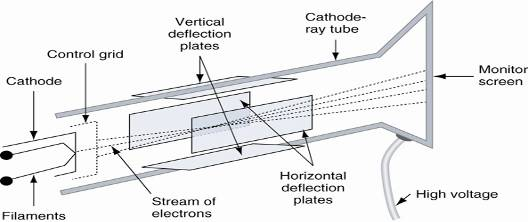 Vertical
deflection
plates
Cathode-
ray tube
Control grid
Cathode
Monitor
screen
Horizontal
deflection
plates
Stream of
electrons
High voltage
Filaments